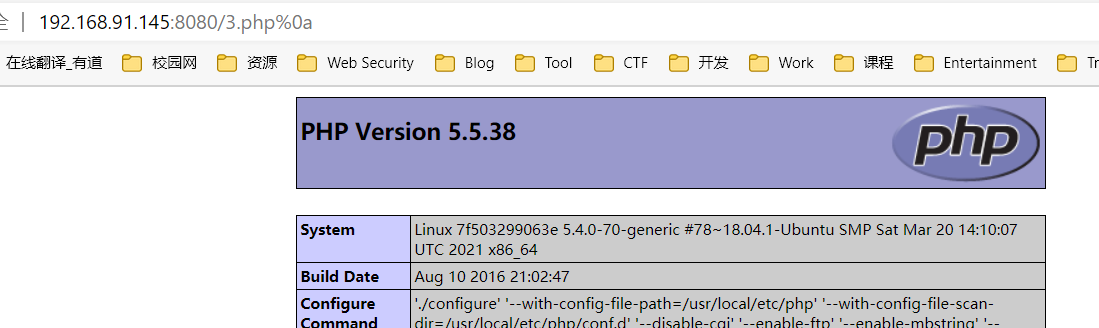 全 | 192.168.91.145:8080/3.php%0a
在线翻译_有道 校园网 资源 Web Security Blog Tool CTF 开发 Work 课程 Entertainment Tr
PHP Version 5.5.38
php
System Linux 7f503299063e 5.4.0-70-generic #78~18.04.1-Ubuntu SMP Sat Mar 20 14:10:07
UTC 2021 x86_64
Build Date Aug 10 2016 21:02:47
Configure './configure' '--with-config-file-path=/usr/local/etc/php' '--with-config-file-scan-
Command dir=/usr/local/etc/php/conf.d' '--disable-cgi' '--enable-ftp' '--enable-mbstring' '--